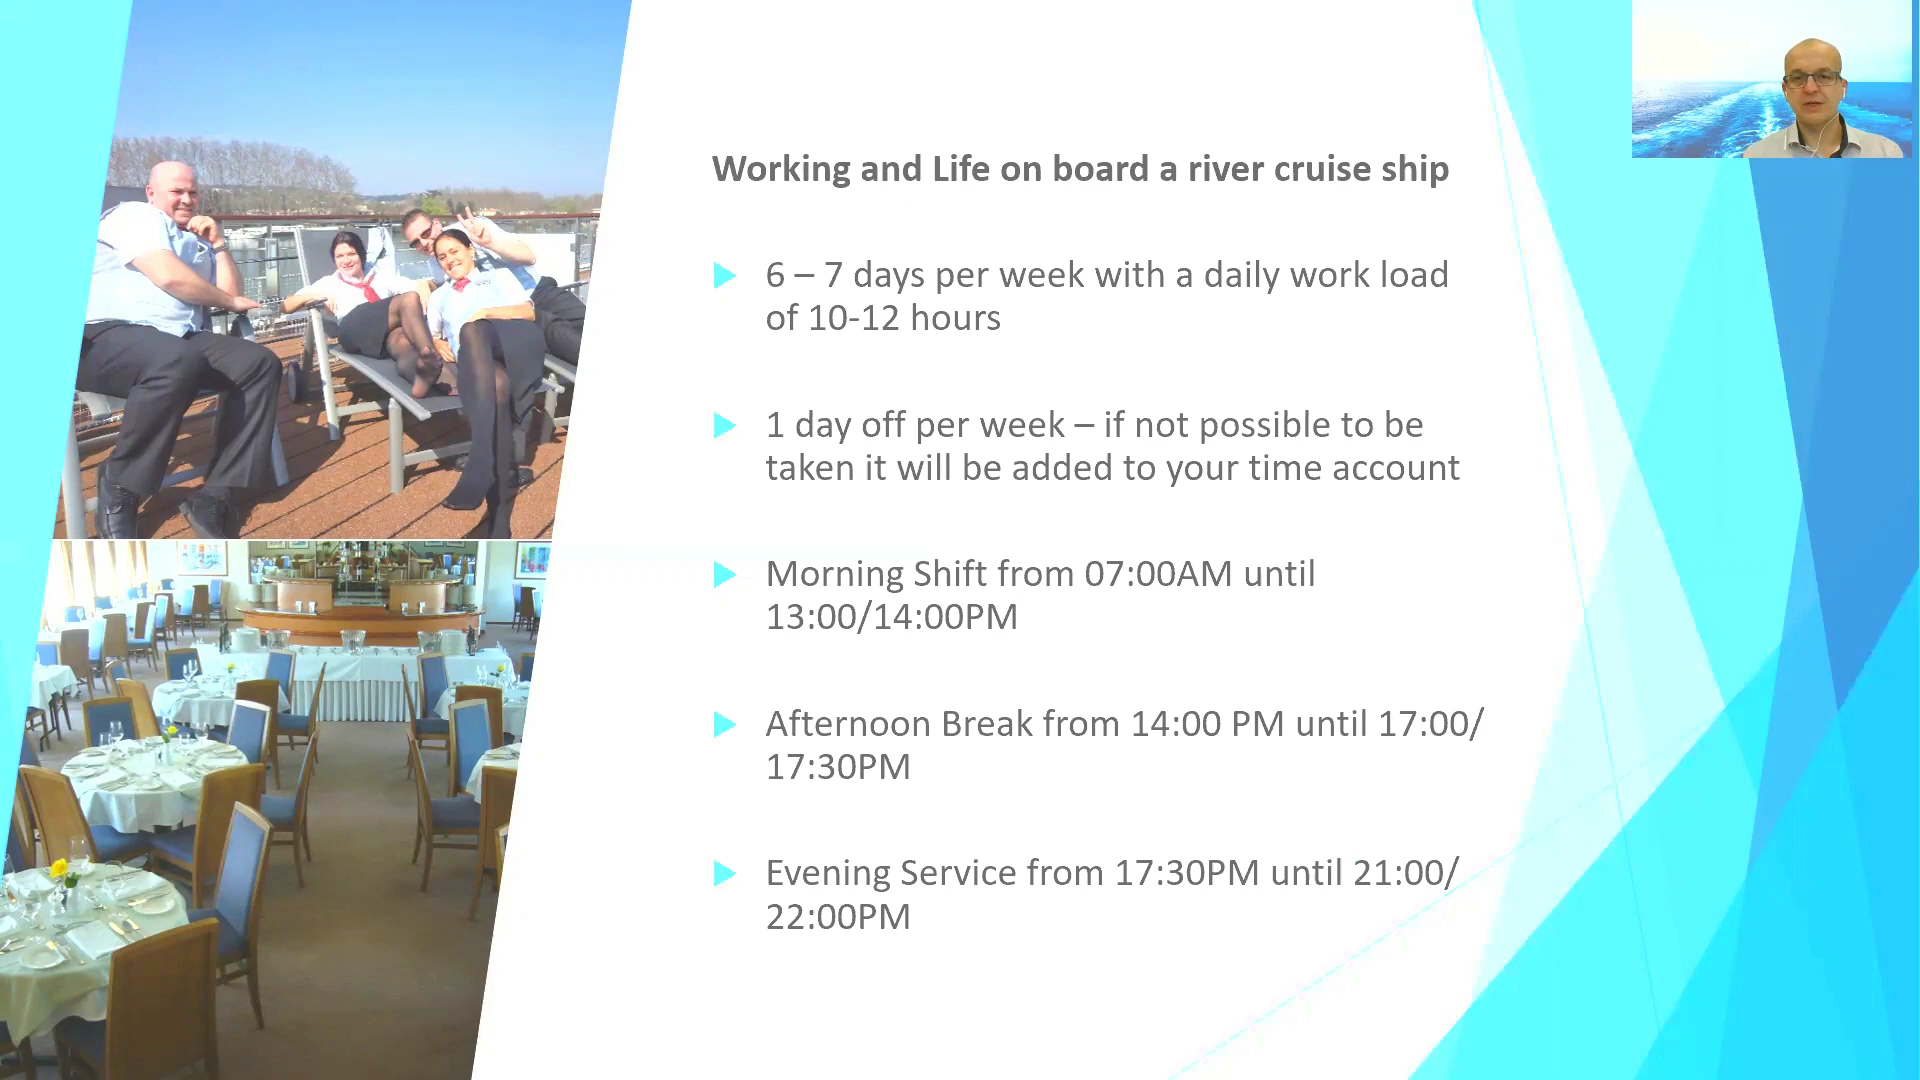 Working and Life on board a river cruise ship
6 – 7 days per week with a daily work load
of 10-12 hours
1 day off per week – if not possible to be
taken it will be added to your time account
Morning Shift from 07:00AM until
13:00/14:00PM
Afternoon Break from 14:00 PM until 17:00/
17:30PM
Evening Service from 17:30PM until 21:00/
22:00PM